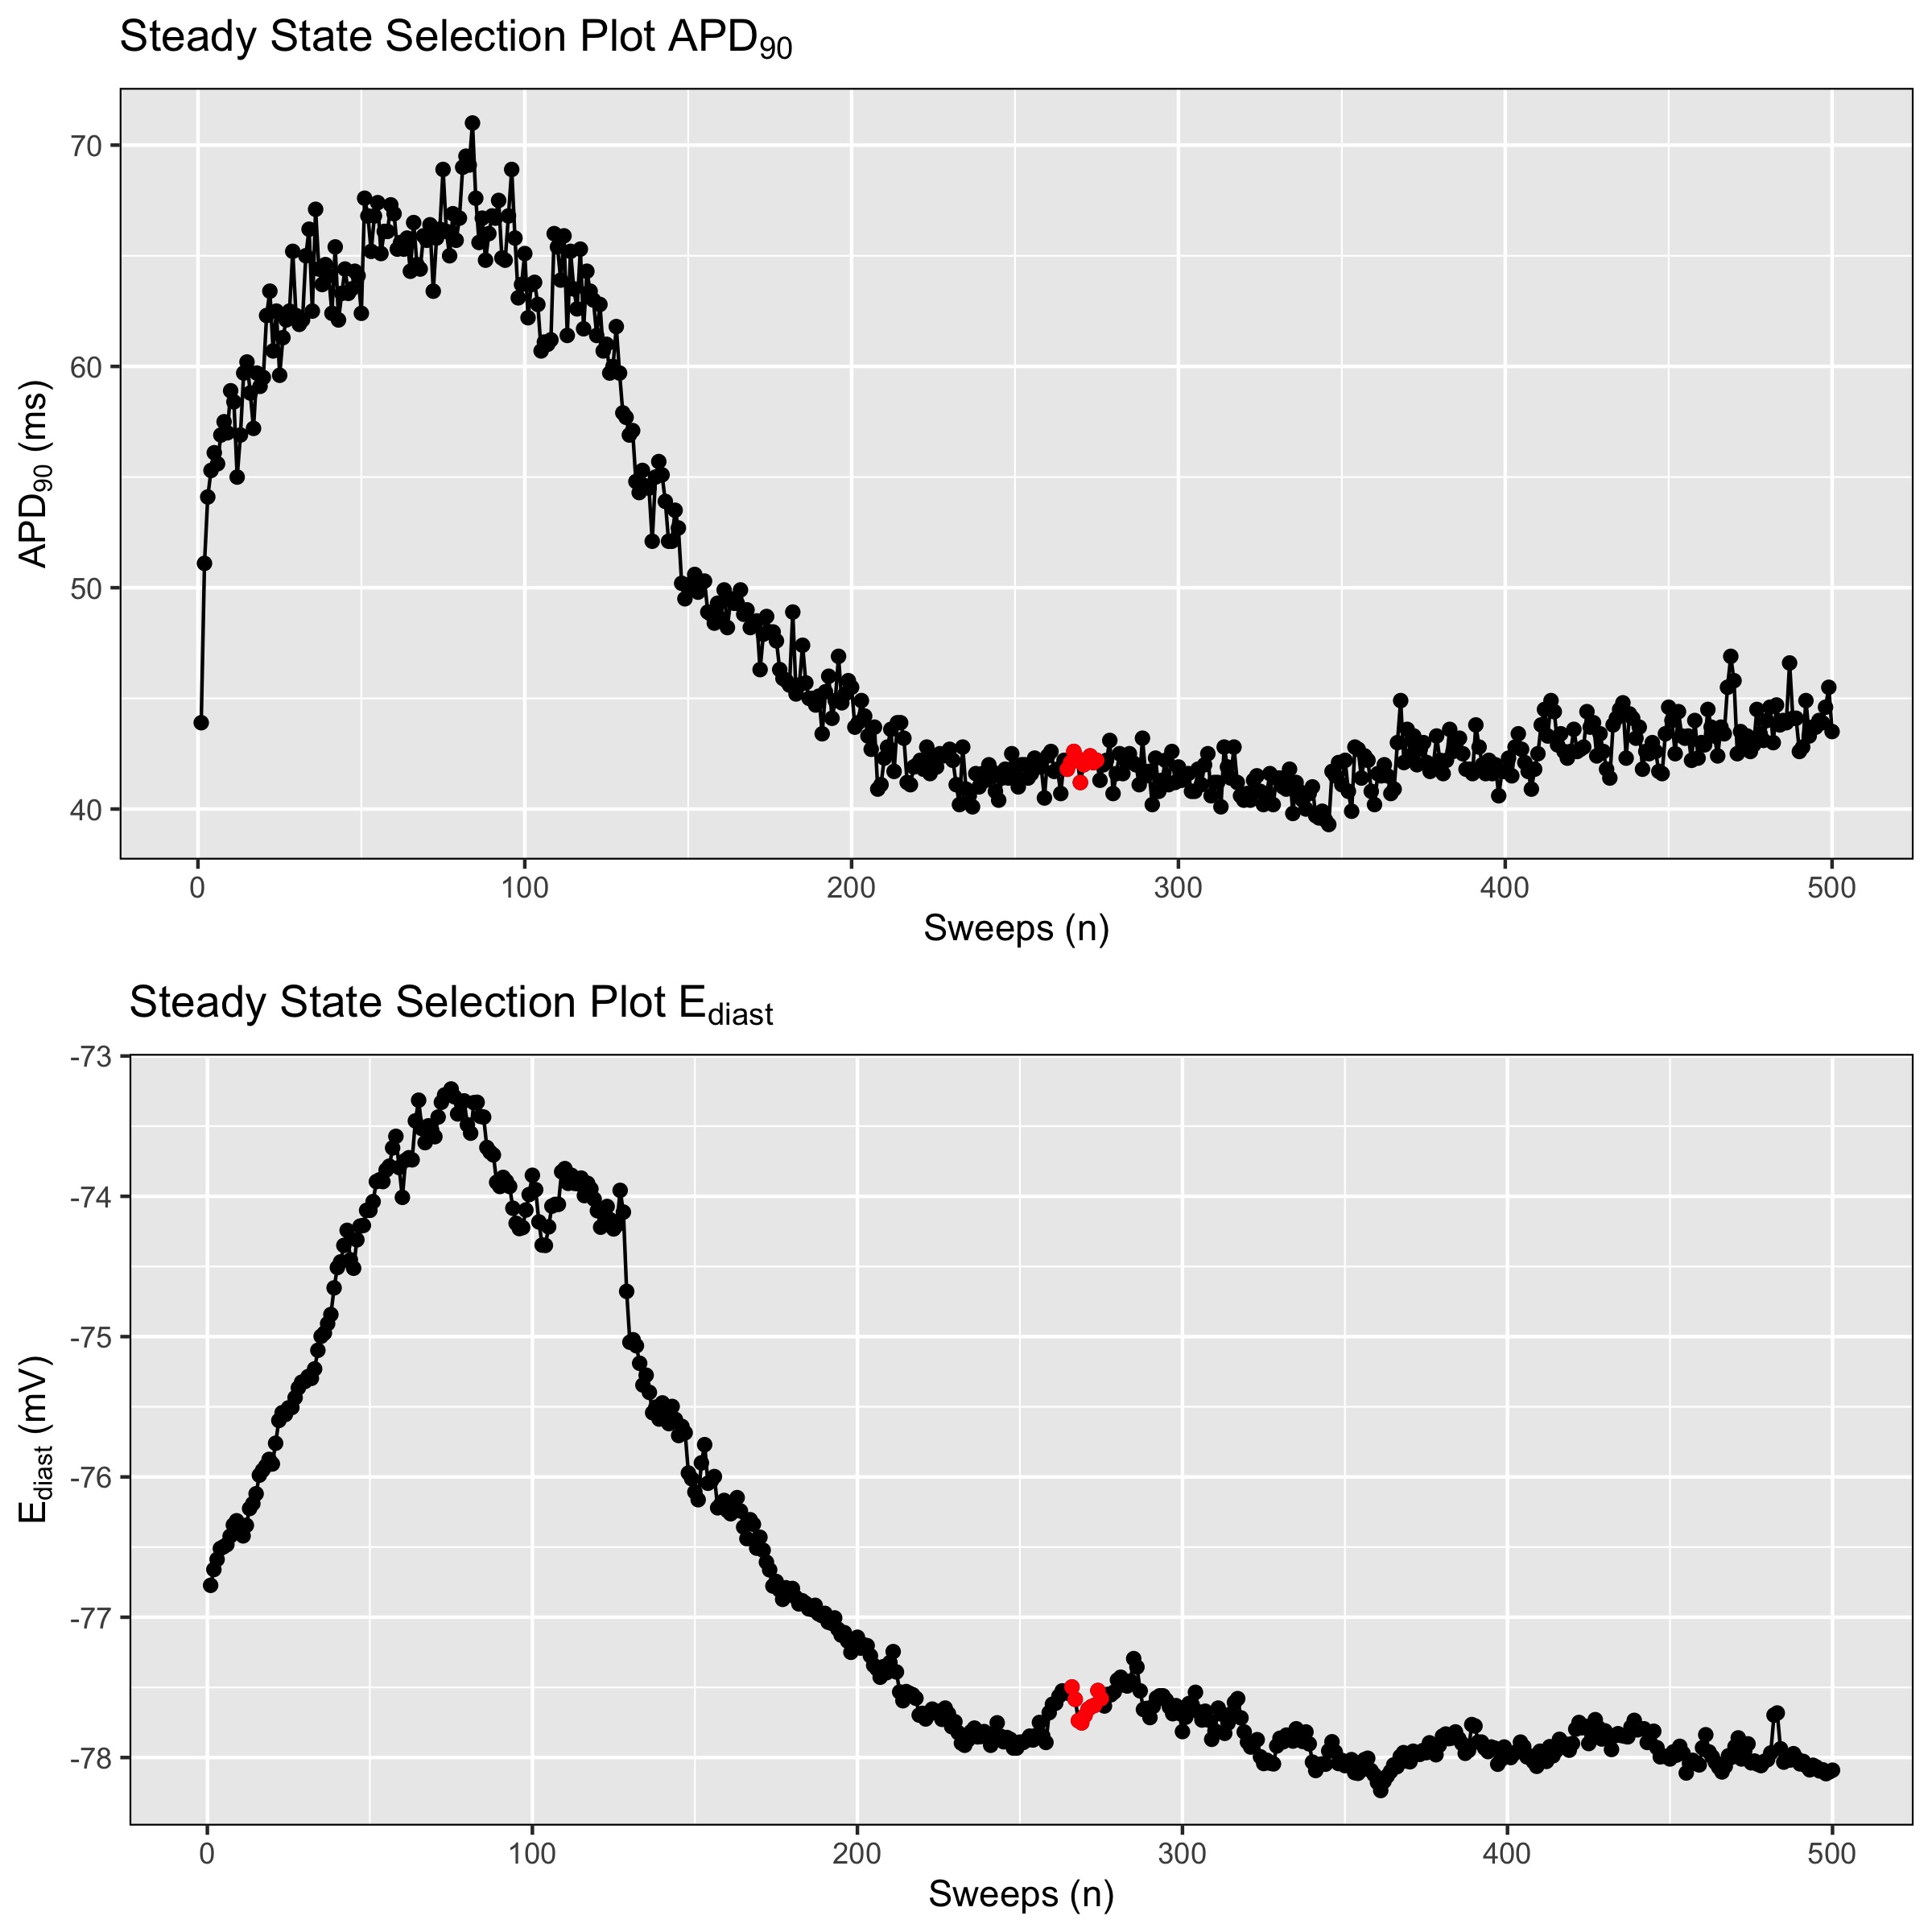 Steady State Selection Plot APD90
APD90 (ms)
70
60
50
40
0 100 200 300 400 500
Sweeps (n)
Steady State Selection Plot Ediast
Ediast (mV)
-73
-74
-75
-76
-77
-78
0 100 200 300 400 500
Sweeps (n)